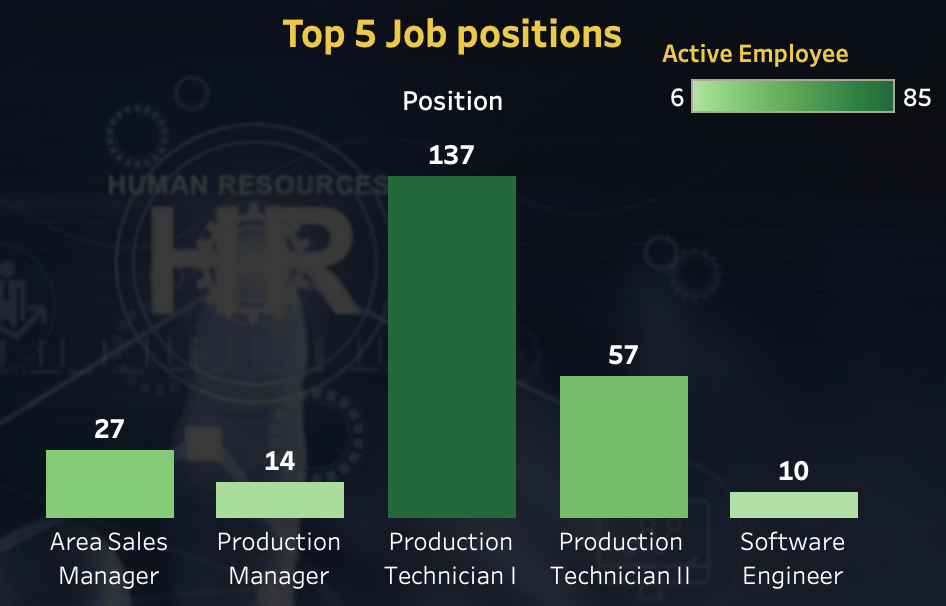 Top 5 Job positions
Active Employee
6
85
Position
HUMAN RESOURCES
HR
137
57
27
14
10
Area Sales
Manager
Production
Manager
Production
Technician I
Production
Technician II
Software
Engineer